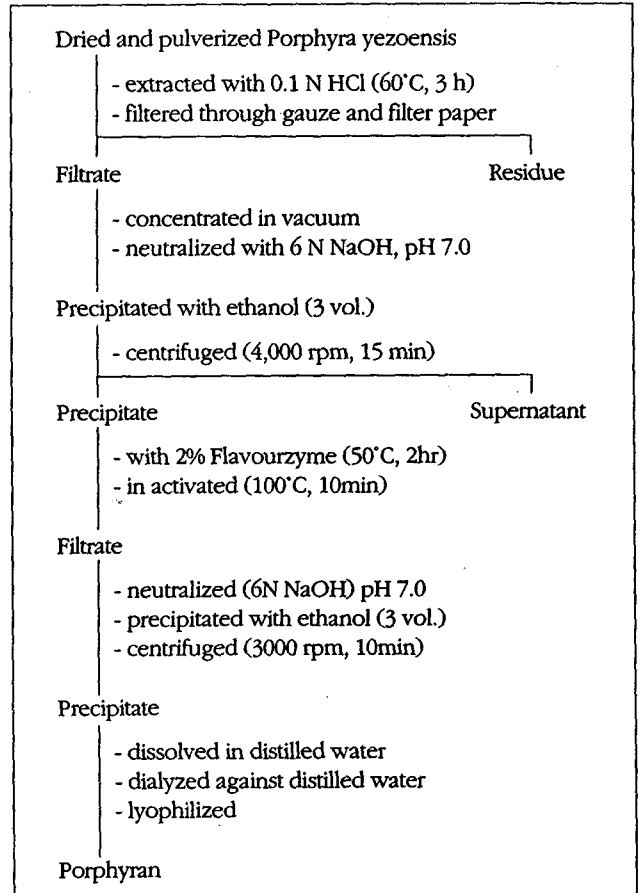 Dried and pulverized Porphyra yezoensis
- extracted with 0.1 N HCl (60°C, 3 h)
- filtered through gauze and filter paper
Filtrate Residue
- concentrated in vacuum
- neutralized with 6 N NaOH, pH 7.0
Precipitated with ethanol (3 vol.)
- centrifuged (4,000 rpm, 15 min)
Precipitate Supernatant
- with 2% Flavourzyme (50°C, 2hr)
- in activated (100°C, 10min)
Filtrate
- neutralized (6N NaOH) pH 7.0
- precipitated with ethanol (3 vol.)
- centrifuged (3000 rpm, 10min)
Precipitate
- dissolved in distilled water
- dialyzed against distilled water
- lyophilized
Porphyran